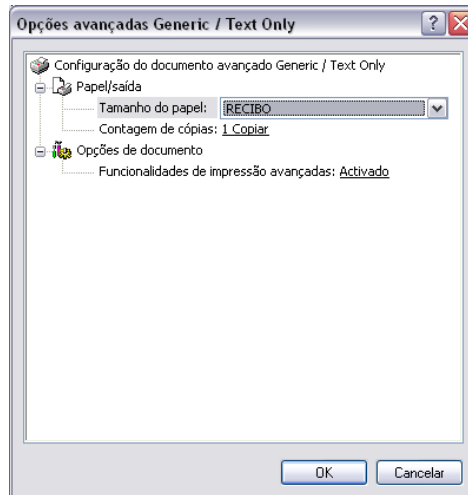 Opções avançadas Generic / Text Only
Configuração do documento avançado Generic / Text Only
Papel/saída
Tamanho do papel: RECIBO
Contagem de cópias: 1 Copiar
Opções de documento
Funcionalidades de impressão avançadas: Activado
OK Cancelar